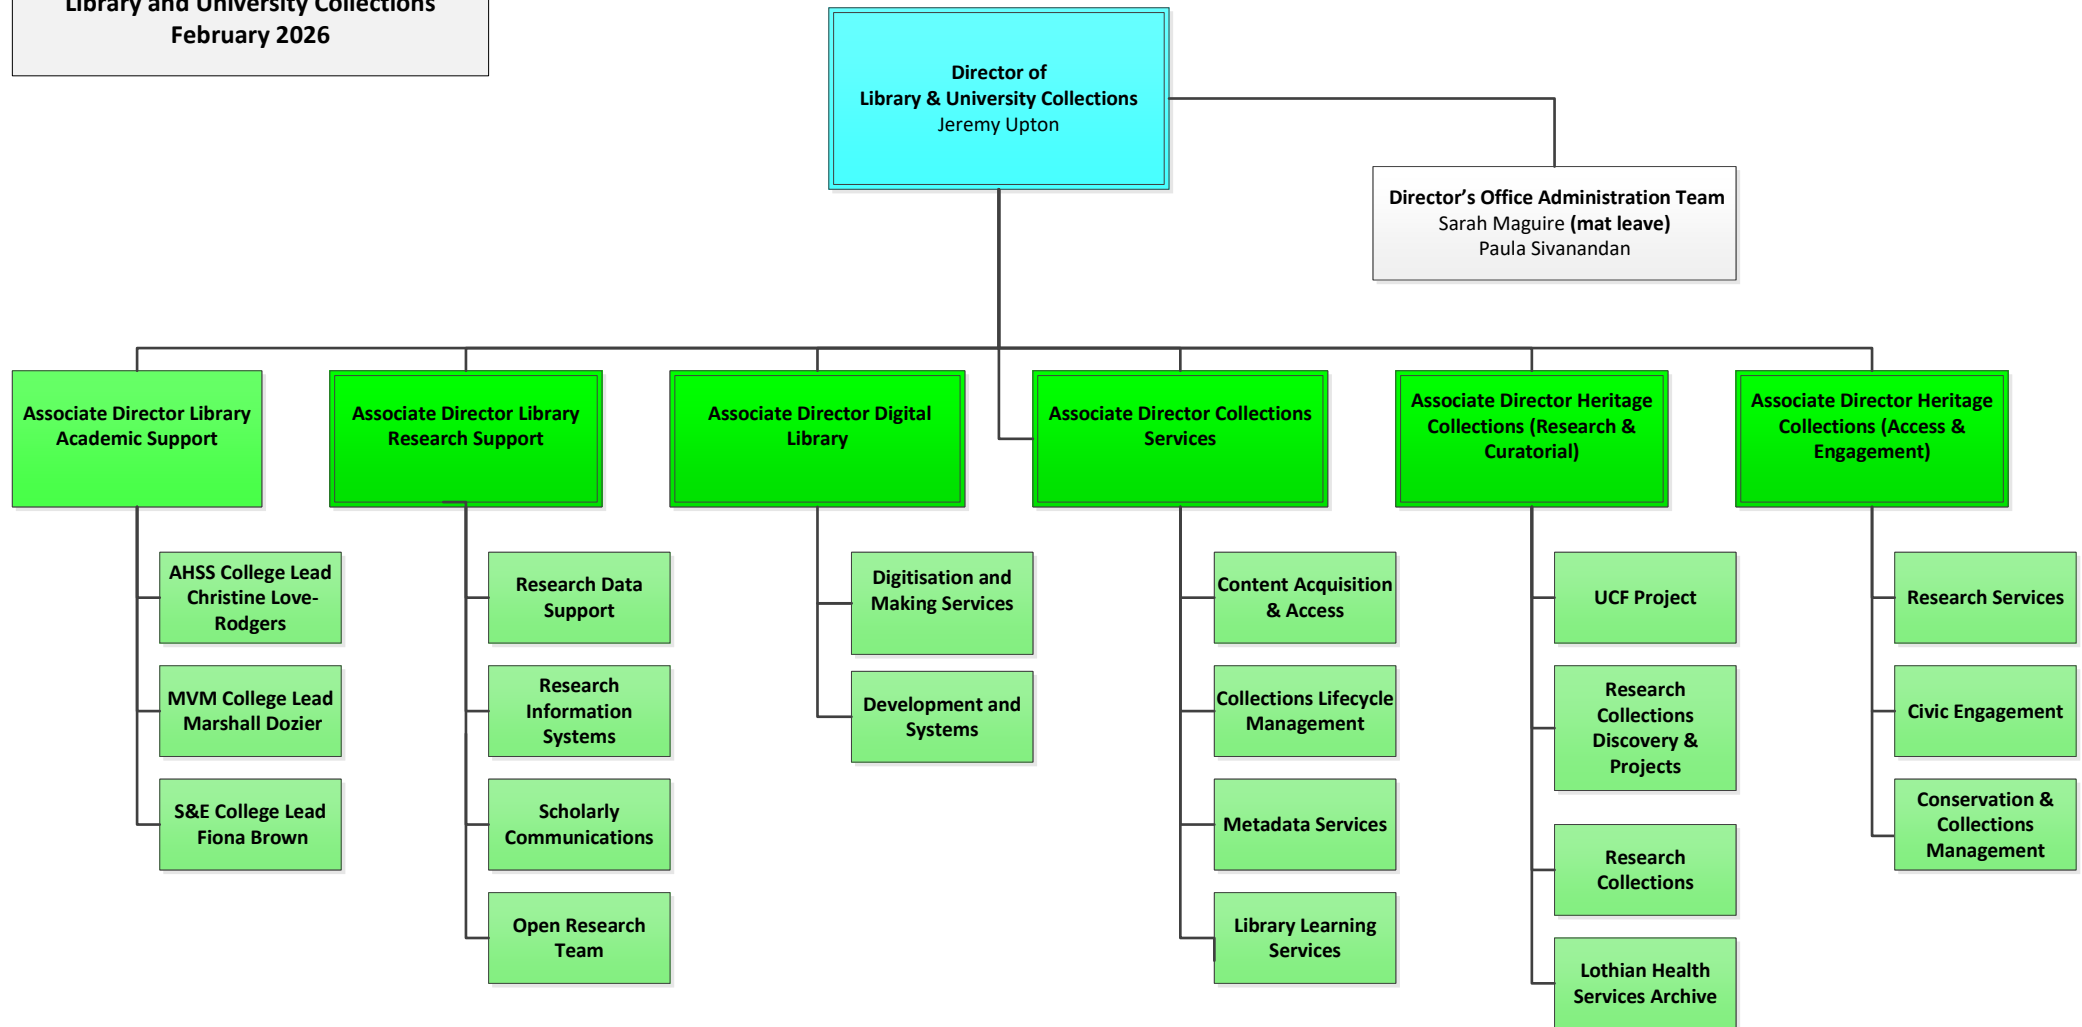 Library and University Collections
February 2026
Director of
Library & University Collections
Jeremy Upton
Director’s Office Administration Team
Sarah Maguire (mat leave)
Paula Sivanandan
Associate Director Library
Academic Support
Associate Director Library
Research Support
Associate Director Digital
Library
Associate Director Collections
Services
Associate Director Heritage
Collections (Research &
Curatorial)
Associate Director Heritage
Collections (Access &
Engagement)
AHSS College Lead
Christine Love-
Rodgers
MVM College Lead
Marshall Dozier
S&E College Lead
Fiona Brown
Research Data
Support
Research
Information
Systems
Scholarly
Communications
Open Research
Team
Digitisation and
Making Services
Development and
Systems
Content Acquisition
& Access
Collections Lifecycle
Management
Metadata Services
Library Learning
Services
UCF Project
Research
Collections
Discovery &
Projects
Research
Collections
Lothian Health
Services Archive
Research Services
Civic Engagement
Conservation &
Collections
Management